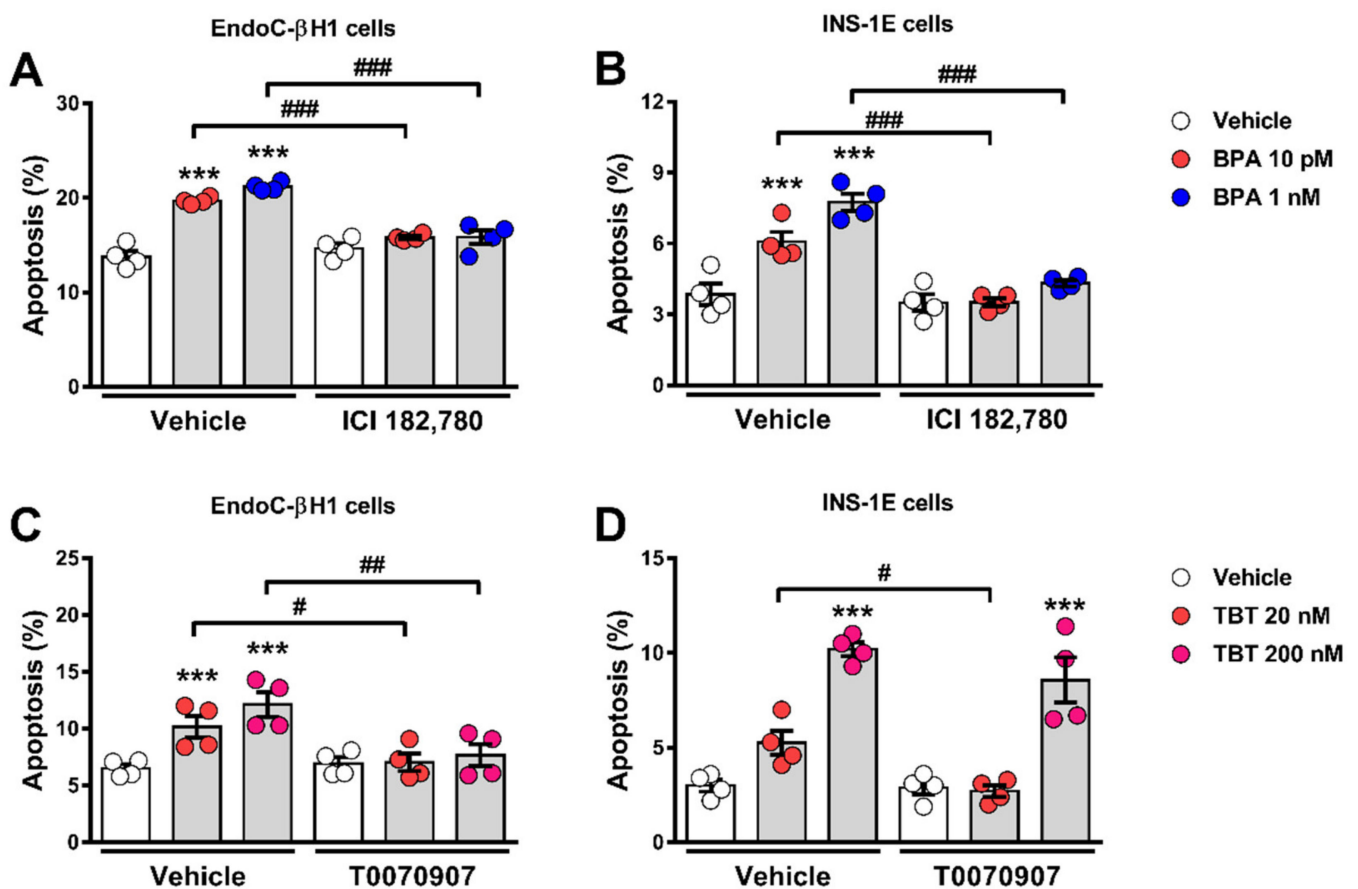 A
EndoC-βH1 cells
###
###
***
***
Apoptosis (%)
30
20
10
0
Vehicle
ICI 182,780
B
INS-1E cells
###
###
***
***
Apoptosis (%)
12
9
6
3
0
Vehicle
ICI 182,780
Vehicle
BPA 10 pM
BPA 1 nM
C
EndoC-βH1 cells
##
#
***
***
Apoptosis (%)
25
20
15
10
5
0
Vehicle
T0070907
D
INS-1E cells
#
***
***
Apoptosis (%)
15
10
5
0
Vehicle
T0070907
Vehicle
TBT 20 nM
TBT 200 nM